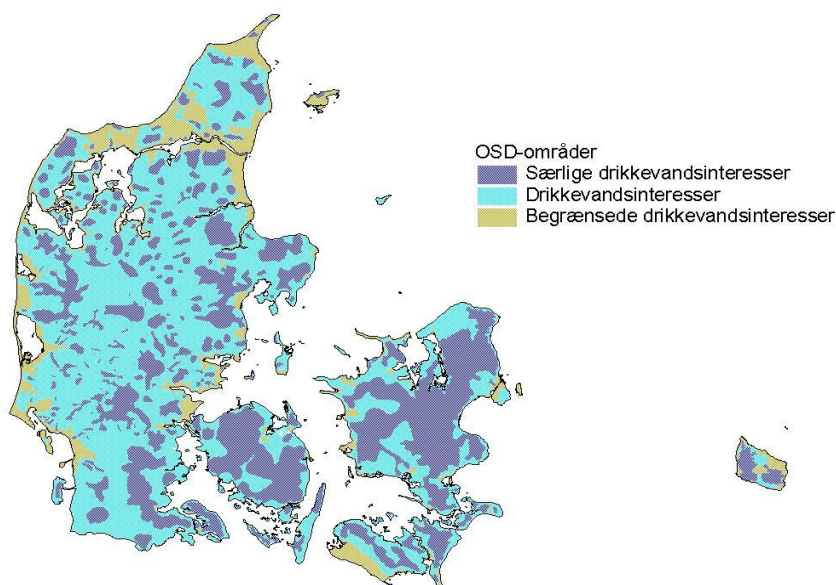 OSD-områder
Særlige drikkevandsinteresser
Drikkevandsinteresser
Begrænsede drikkevandsinteresser